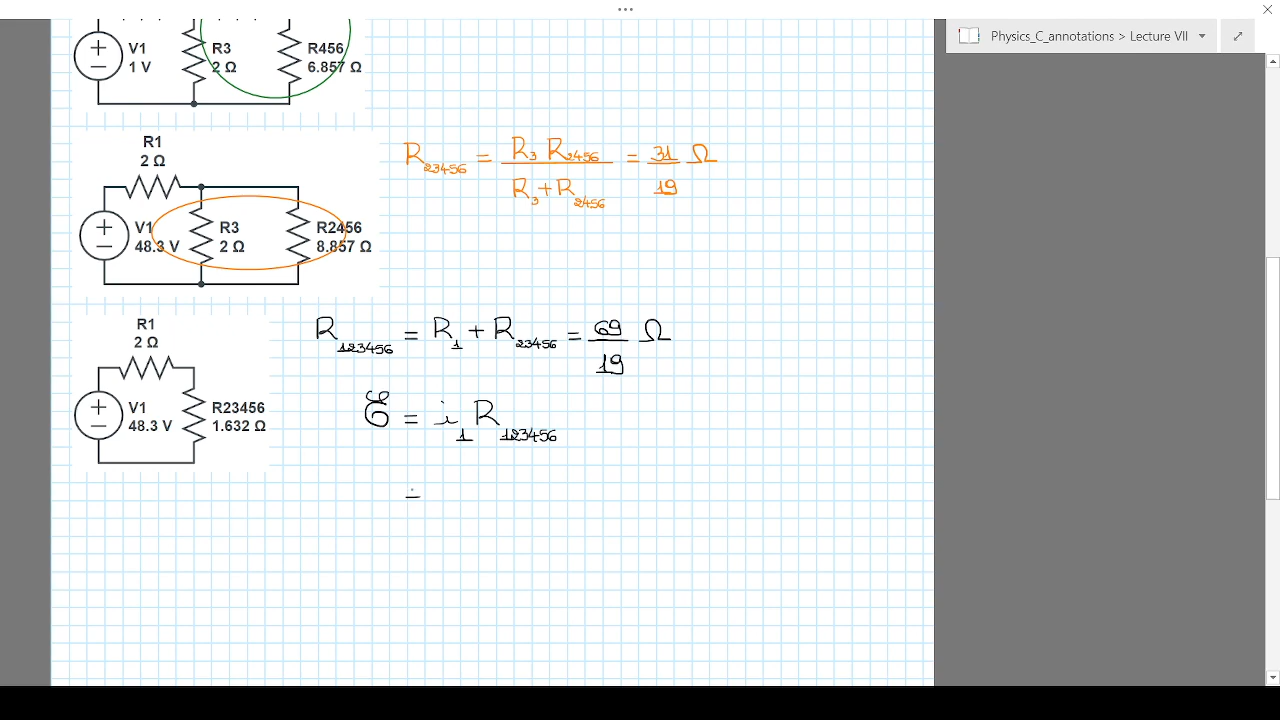 Physics_C_annotations > Lecture VII
V1
1 V
R3
2 Ω
R456
6.857 Ω
R1
2 Ω
V1
48.3 V
R3
2 Ω
R2456
8.857 Ω
R₂₃₄₅₆ = R₃ R₂₄₅₆ / R₃ + R₂₄₅₆ = 31/19 Ω
R1
2 Ω
V1
48.3 V
R23456
1.632 Ω
R₁₂₃₄₅₆ = R₁ + R₂₃₄₅₆ = 69/19 Ω
ℰ = i₁ R₁₂₃₄₅₆
=